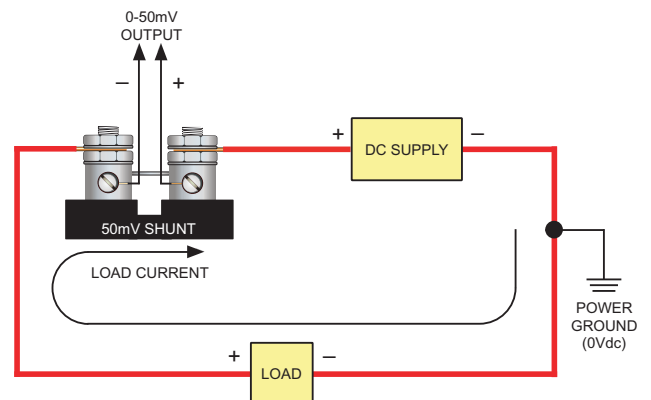 0-50mV
OUTPUT
– +
+ DC SUPPLY –
50mV SHUNT
LOAD CURRENT
POWER
GROUND
(0Vdc)
+ LOAD –